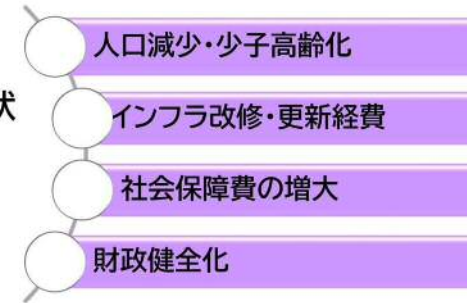 人口減少・少子高齢化
状
インフラ改修・更新経費
社会保障費の増大
財政健全化